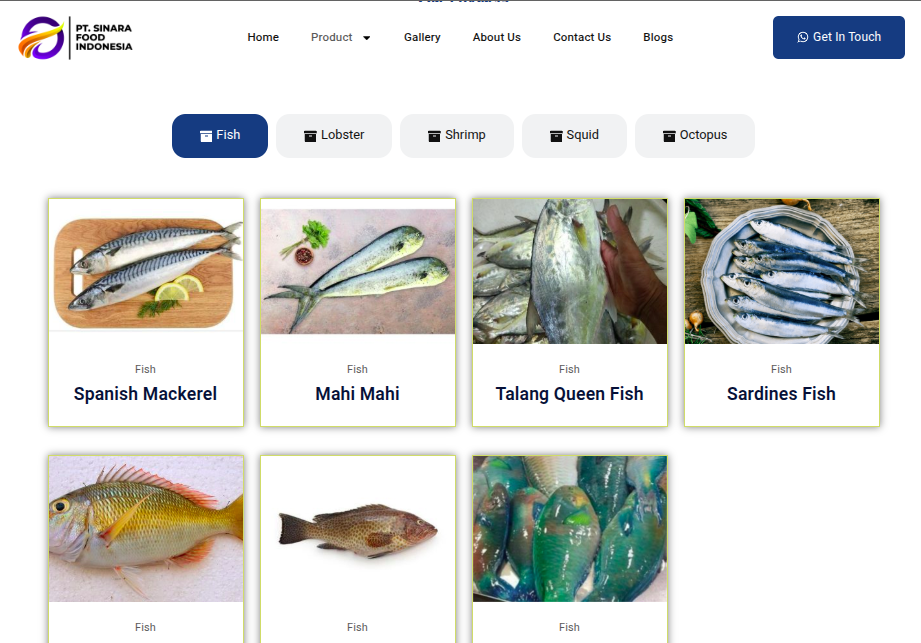 PT. SINARA
FOOD
INDONESIA
Home
Product
Gallery
About Us
Contact Us
Blogs
Get In Touch
Fish
Lobster
Shrimp
Squid
Octopus
Fish
Spanish Mackerel
Fish
Mahi Mahi
Fish
Talang Queen Fish
Fish
Sardines Fish
Fish
Fish
Fish